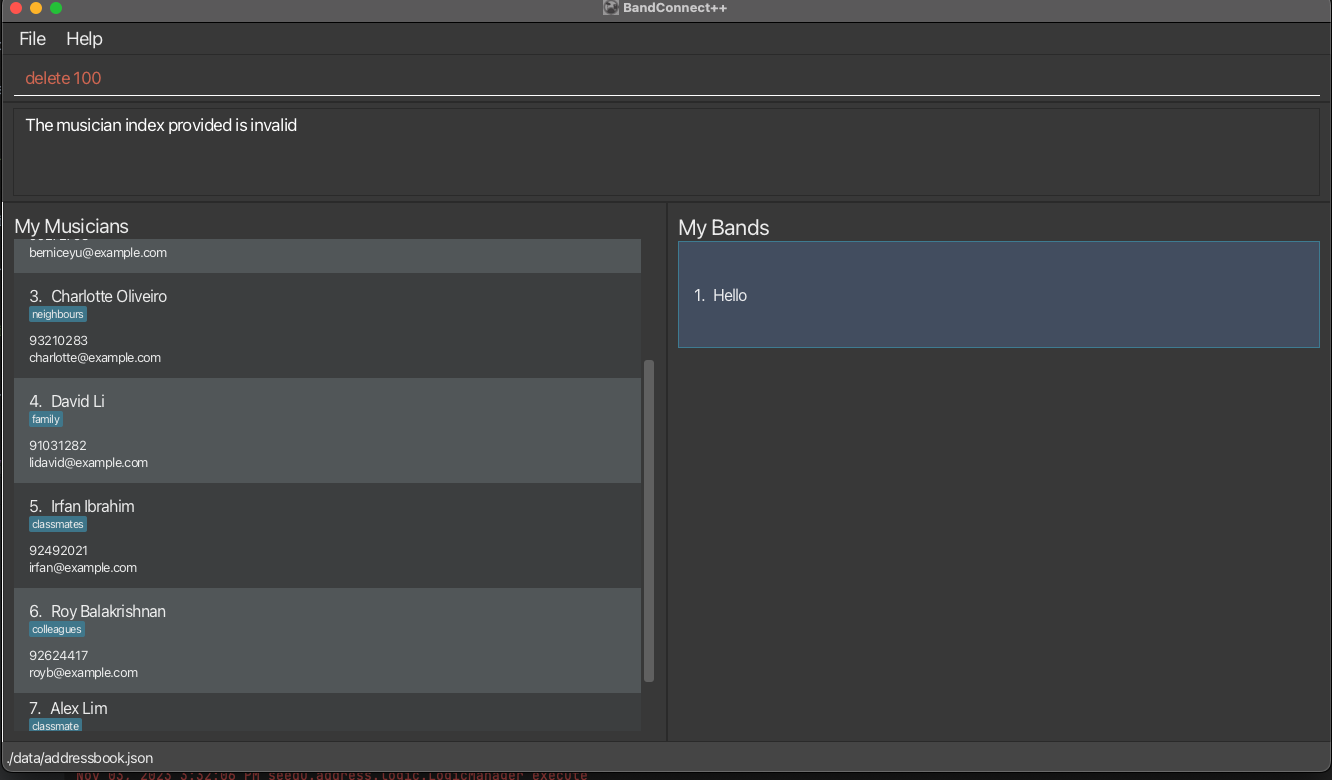 BandConnect++
File Help
delete 100
The musician index provided is invalid
My Musicians
berniceyu@example.com
3. Charlotte Oliveiro
neighbours
93210283
charlotte@example.com
4. David Li
family
91031282
lidavid@example.com
5. Irfan Ibrahim
classmates
92492021
irfan@example.com
6. Roy Balakrishnan
colleagues
92624417
royb@example.com
7. Alex Lim
classmate
My Bands
1. Hello
./data/addressbook.json
Nov 03, 2023 3:32:06 PM seedu.address.logic.LogicManager execute